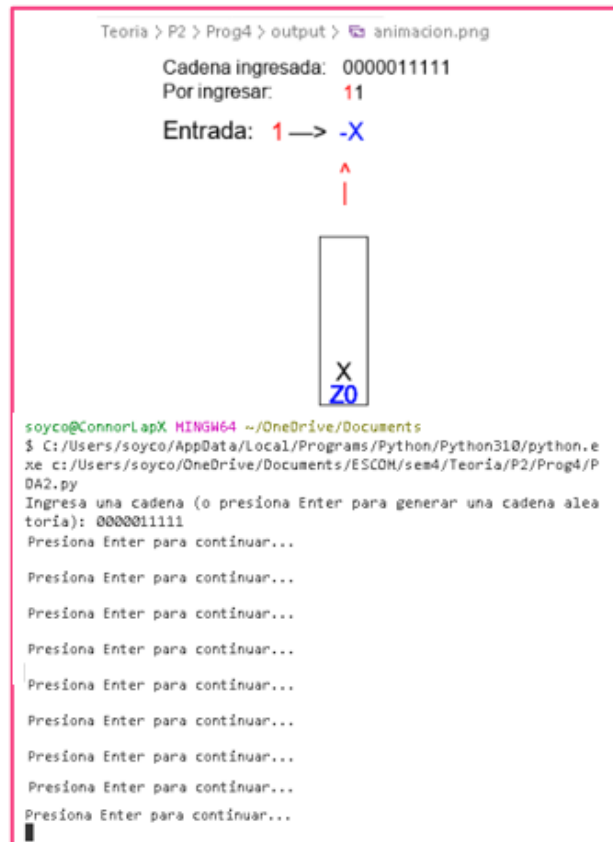 Teoria > P2 > Prog4 > output > animacion.png
Cadena ingresada: 0000011111
Por ingresar: 11
Entrada: 1 —> -X
^
|
X
Z0
soyco@ConnorLapX MINGW64 ~/OneDrive/Documents
$ C:/Users/soyco/AppData/Local/Programs/Python/Python310/python.e
xe c:/Users/soyco/OneDrive/Documents/ESCOM/sem4/Teoria/P2/Prog4/P
DA2.py
Ingresa una cadena (o presiona Enter para generar una cadena alea
toria): 0000011111
Presiona Enter para continuar...
Presiona Enter para continuar...
Presiona Enter para continuar...
Presiona Enter para continuar...
Presiona Enter para continuar...
Presiona Enter para continuar...
Presiona Enter para continuar...
Presiona Enter para continuar...
Presiona Enter para continuar...